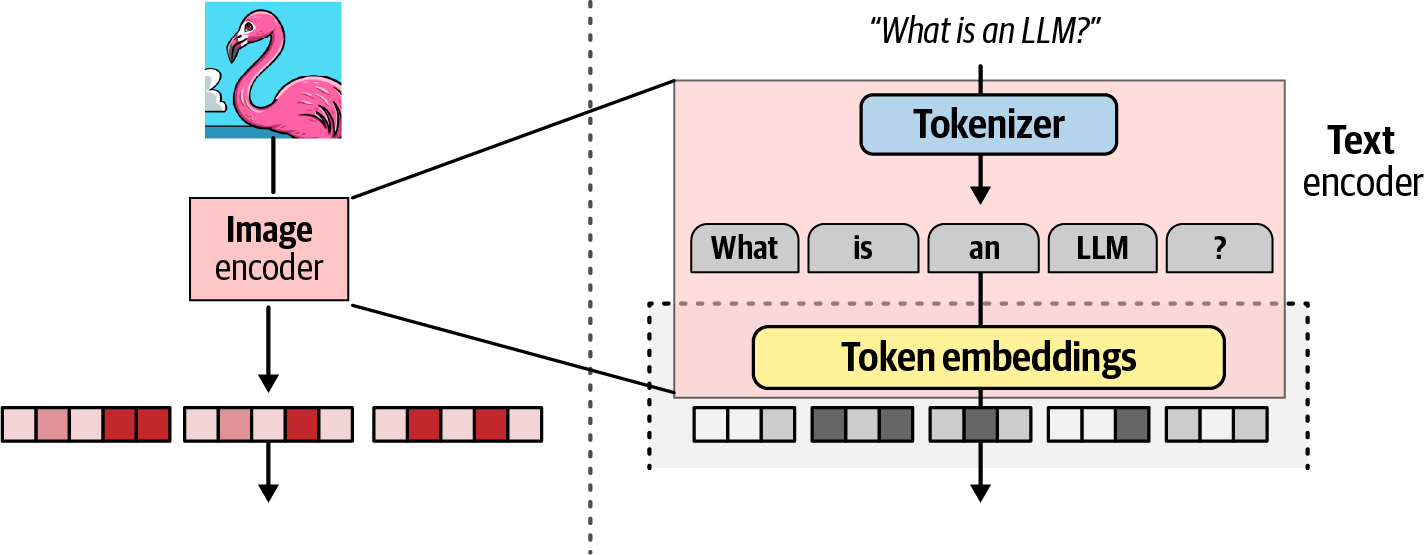 “What is an LLM?”
Tokenizer
Text
encoder
Image
encoder
What is an LLM ?
Token embeddings